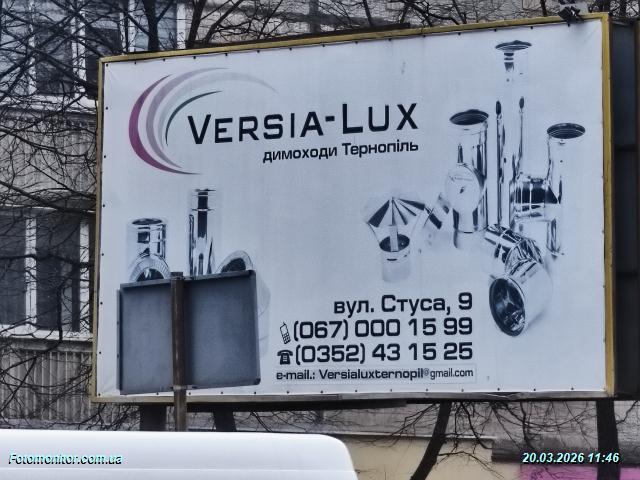 VERSIA-LUX
димоходи Тернопіль
вул. Стуса, 9
(067) 000 15 99
(0352) 43 15 25
e-mail.: Versialuxternopil@gmail.com
Fotomonitor.com.ua
20.03.2026 11:46